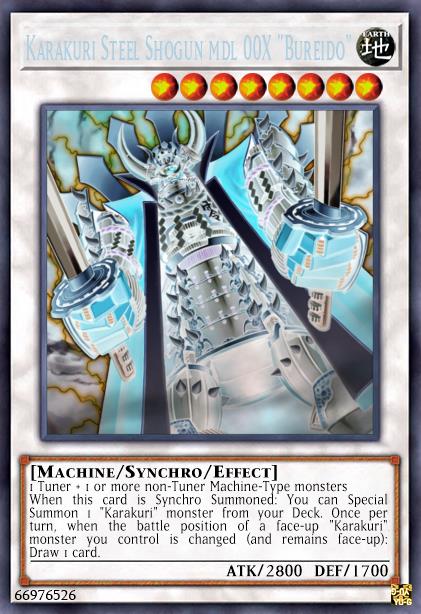 Karakuri Steel Shogun mdl 00X "Bureido"
EARTH
地
[Machine/Synchro/Effect]
1 Tuner + 1 or more non-Tuner Machine-Type monsters
When this card is Synchro Summoned: You can Special
Summon 1 "Karakuri" monster from your Deck. Once per
turn, when the battle position of a face-up "Karakuri"
monster you control is changed (and remains face-up):
Draw 1 card.
ATK/2800 DEF/1700
66976526